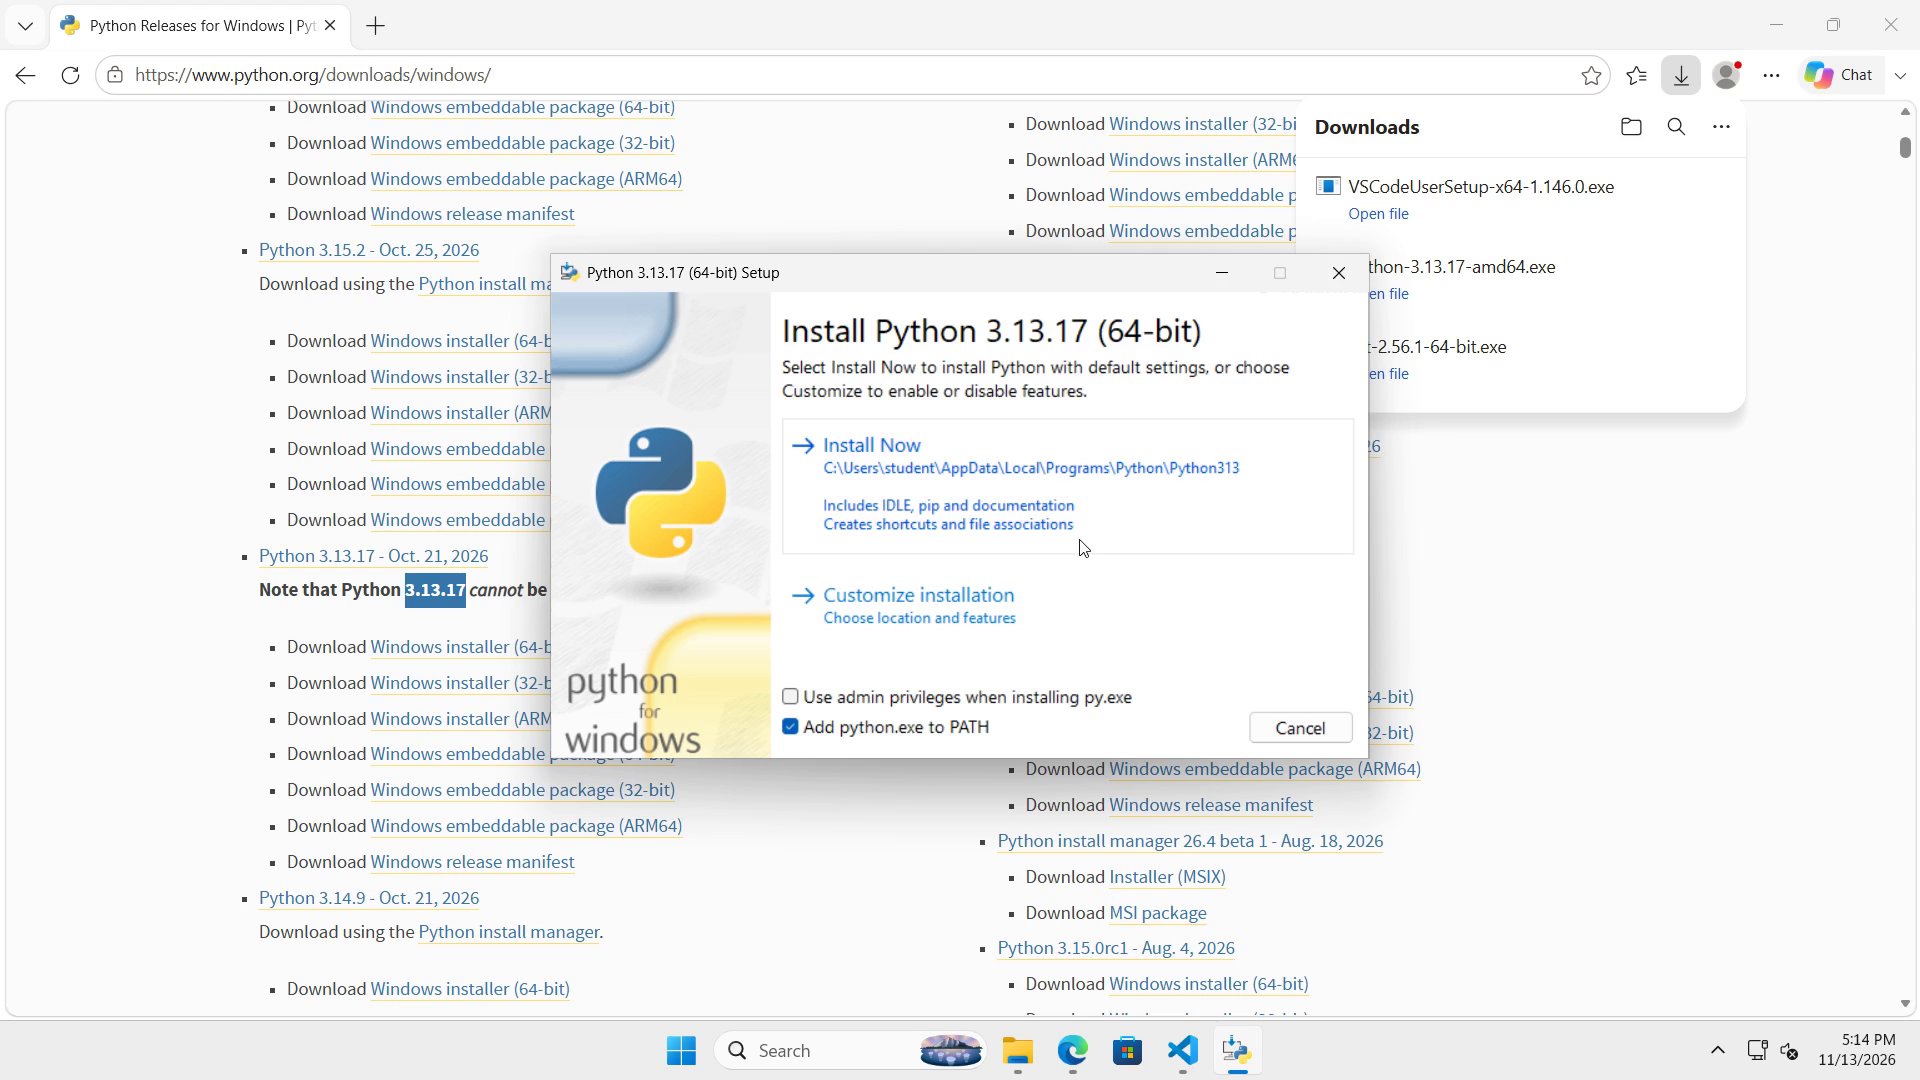 Python Releases for Windows | Pyt
https://www.python.org/downloads/windows/
Chat
Download Windows embeddable package (64-bit)
Download Windows embeddable package (32-bit)
Download Windows embeddable package (ARM64)
Download Windows release manifest
Python 3.15.2 - Oct. 25, 2026
Download using the Python install ma
Download Windows installer (64-b
Download Windows installer (32-b
Download Windows installer (ARM
Download Windows embeddable
Download Windows embeddable
Download Windows embeddable
Python 3.13.17 - Oct. 21, 2026
Note that Python 3.13.17 cannot be
Download Windows installer (64-b
Download Windows installer (32-b
Download Windows installer (ARM
Download Windows embeddable package (64-bit)
Download Windows embeddable package (32-bit)
Download Windows embeddable package (ARM64)
Download Windows release manifest
Python 3.14.9 - Oct. 21, 2026
Download using the Python install manager.
Download Windows installer (64-bit)
Download Windows installer (32-bi
Download Windows installer (ARM6
Download Windows embeddable p
Download Windows embeddable p
26
64-bit)
32-bit)
Download Windows embeddable package (ARM64)
Download Windows release manifest
Python install manager 26.4 beta 1 - Aug. 18, 2026
Download Installer (MSIX)
Download MSI package
Python 3.15.0rc1 - Aug. 4, 2026
Download Windows installer (64-bit)
Downloads
VSCodeUserSetup-x64-1.146.0.exe
Open file
thon-3.13.17-amd64.exe
en file
t-2.56.1-64-bit.exe
en file
Python 3.13.17 (64-bit) Setup
Install Python 3.13.17 (64-bit)
Select Install Now to install Python with default settings, or choose
Customize to enable or disable features.
Install Now
C:\Users\student\AppData\Local\Programs\Python\Python313
Includes IDLE, pip and documentation
Creates shortcuts and file associations
Customize installation
Choose location and features
Use admin privileges when installing py.exe
Add python.exe to PATH
Cancel
python
for
windows
Search
5:14 PM
11/13/2026